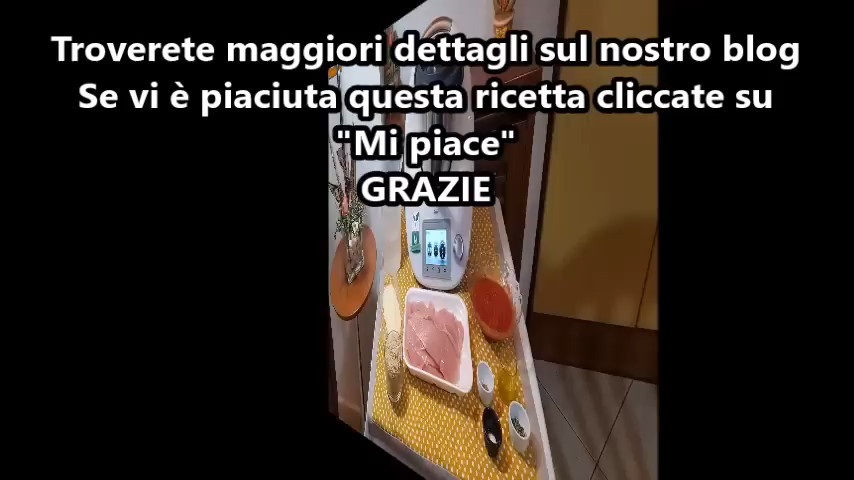 Troverete maggiori dettagli sul nostro blog
Se vi è piaciuta questa ricetta cliccate su
"Mi piace"
GRAZIE